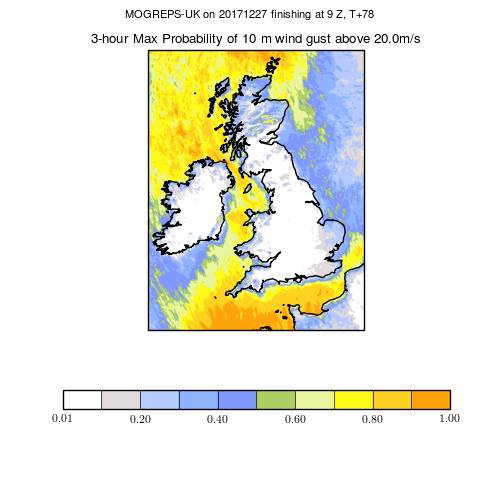 MOGREPS-UK on 20171227 finishing at 9 Z, T+78
3-hour Max Probability of 10 m wind gust above 20.0m/s
0.01 0.20 0.40 0.60 0.80 1.00